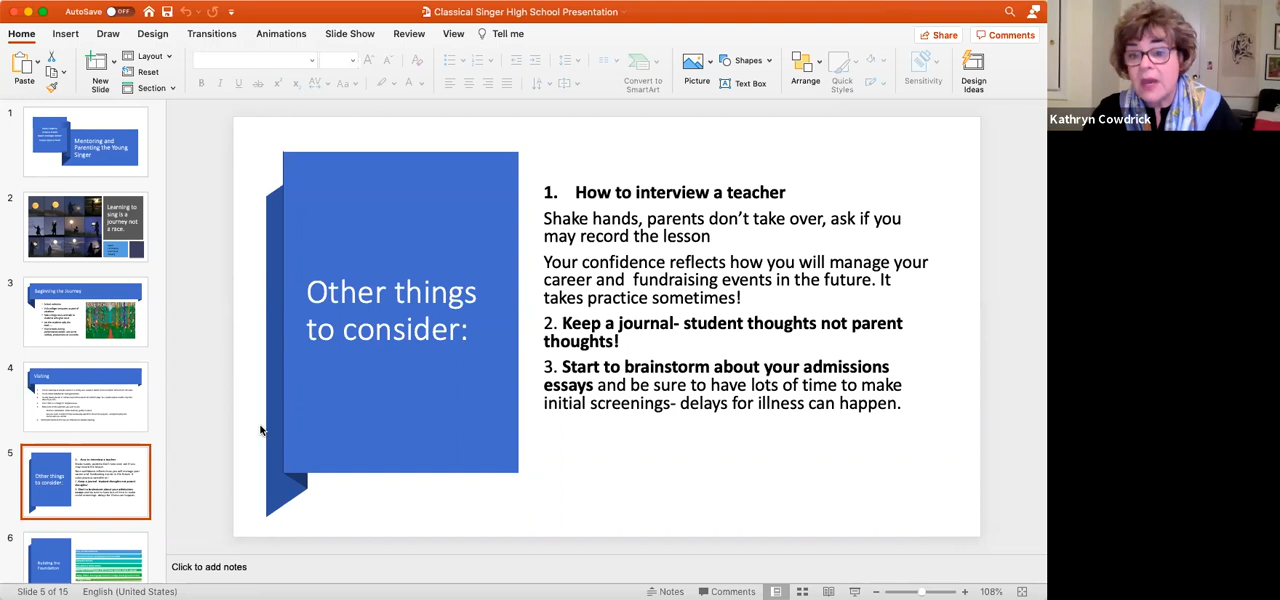 AutoSave
OFF
Classical Singer High School Presentation
Home
Insert
Draw
Design
Transitions
Animations
Slide Show
Review
View
Tell me
Share
Comments
Paste
New
Slide
Layout
Reset
Section
Convert to
SmartArt
Picture
Shapes
Text Box
Arrange
Quick
Styles
Sensitivity
Design
Ideas
Kathryn Cowdrick
1
Mentoring and
Parenting the Young
Singer
2
Learning to
sing is a
journey not
a race.
3
Beginning the Journey
4
Visiting
5
Other things
to consider:
6
Building the
Foundation
Other things
to consider:
1. How to interview a teacher
Shake hands, parents don't take over, ask if you
may record the lesson
Your confidence reflects how you will manage your
career and fundraising events in the future. It
takes practice sometimes!
2. Keep a journal- student thoughts not parent
thoughts!
3. Start to brainstorm about your admissions
essays and be sure to have lots of time to make
initial screenings- delays for illness can happen.
Click to add notes
Slide 5 of 15
English (United States)
Notes
Comments
108%